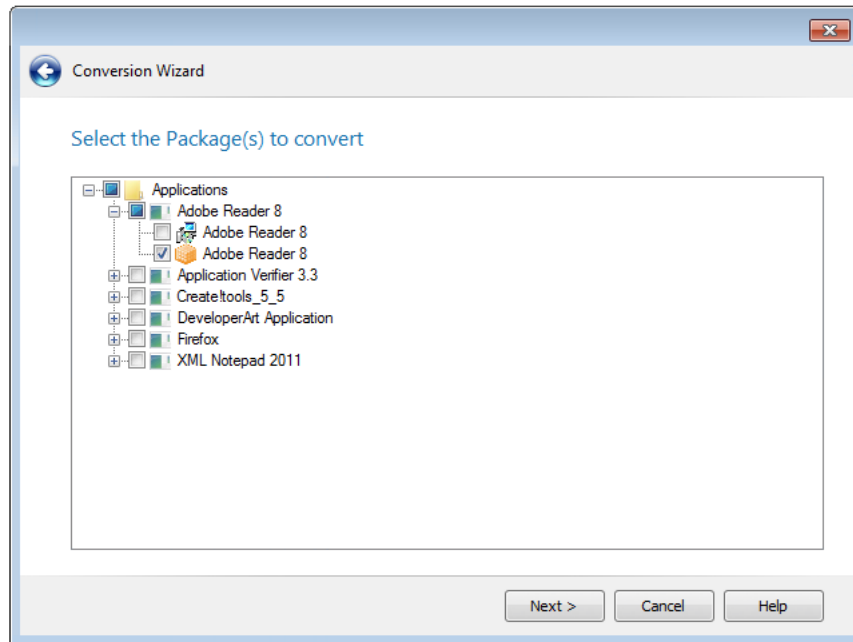 Conversion Wizard
Select the Package(s) to convert
Applications
Adobe Reader 8
Adobe Reader 8
Adobe Reader 8
Application Verifier 3.3
Create!tools_5_5
DeveloperArt Application
Firefox
XML Notepad 2011
Next > Cancel Help